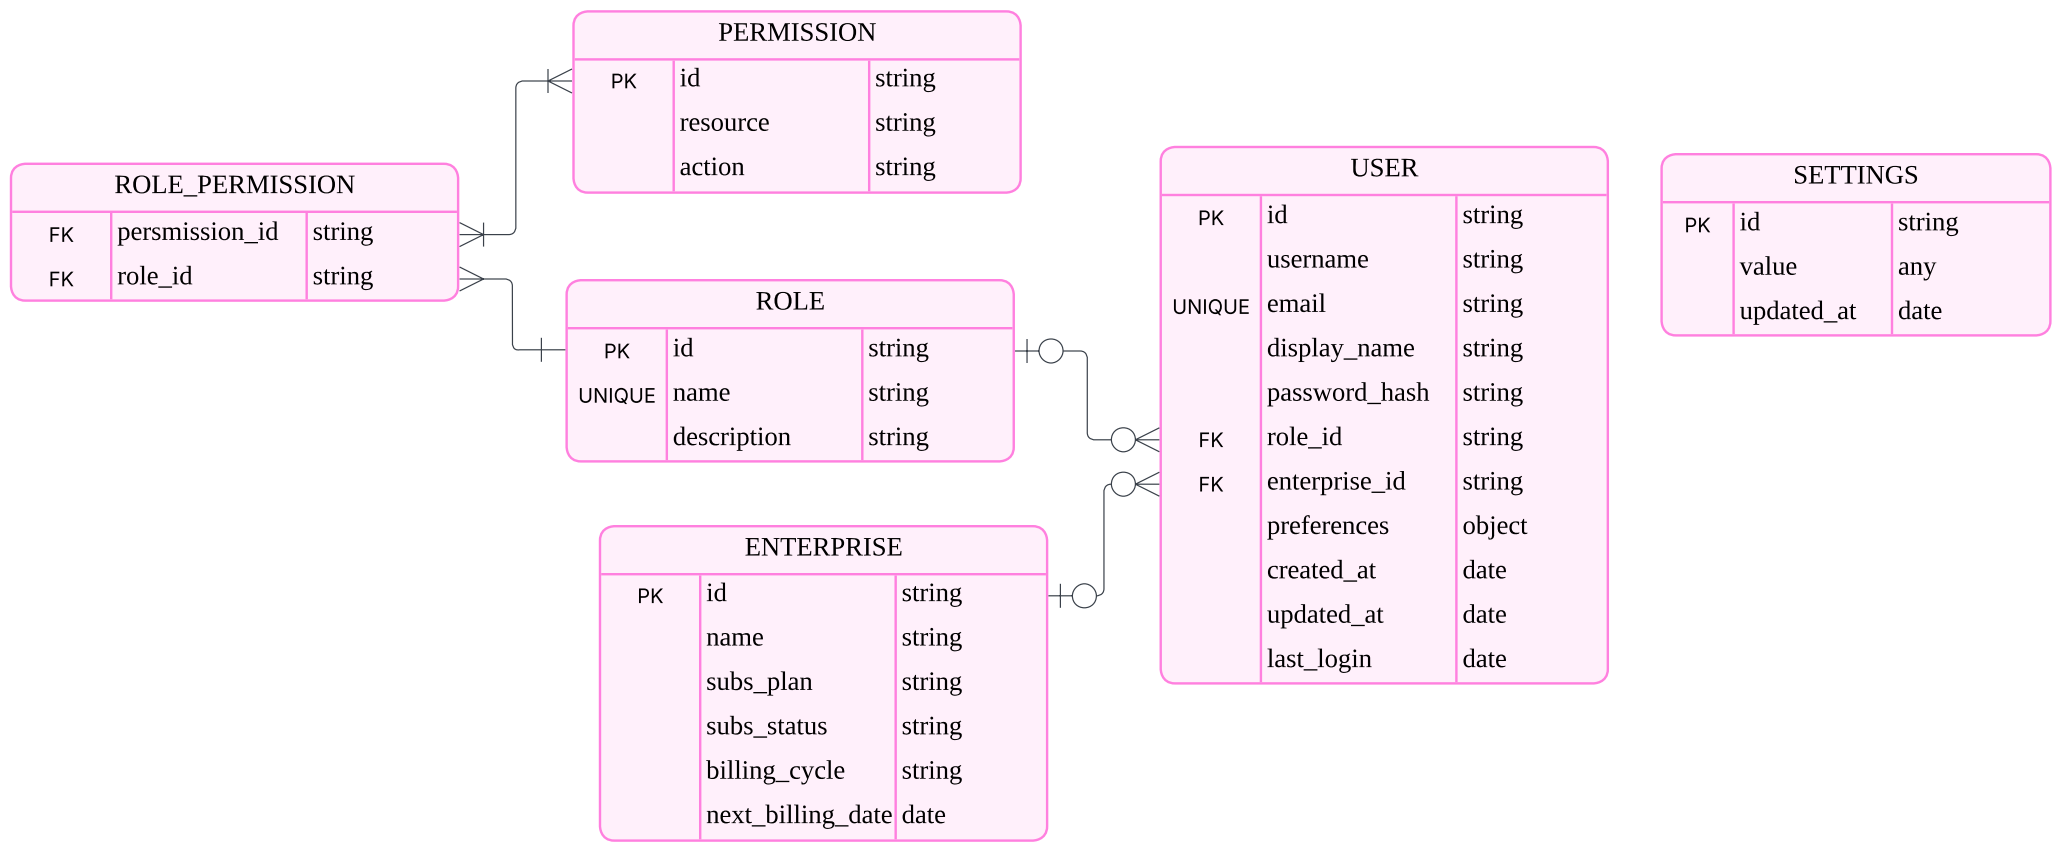 PERMISSION
PK id string
resource string
action string
ROLE_PERMISSION
FK persmission_id string
FK role_id string
ROLE
PK id string
UNIQUE name string
description string
ENTERPRISE
PK id string
name string
subs_plan string
subs_status string
billing_cycle string
next_billing_date date
USER
PK id string
username string
UNIQUE email string
display_name string
password_hash string
FK role_id string
FK enterprise_id string
preferences object
created_at date
updated_at date
last_login date
SETTINGS
PK id string
value any
updated_at date